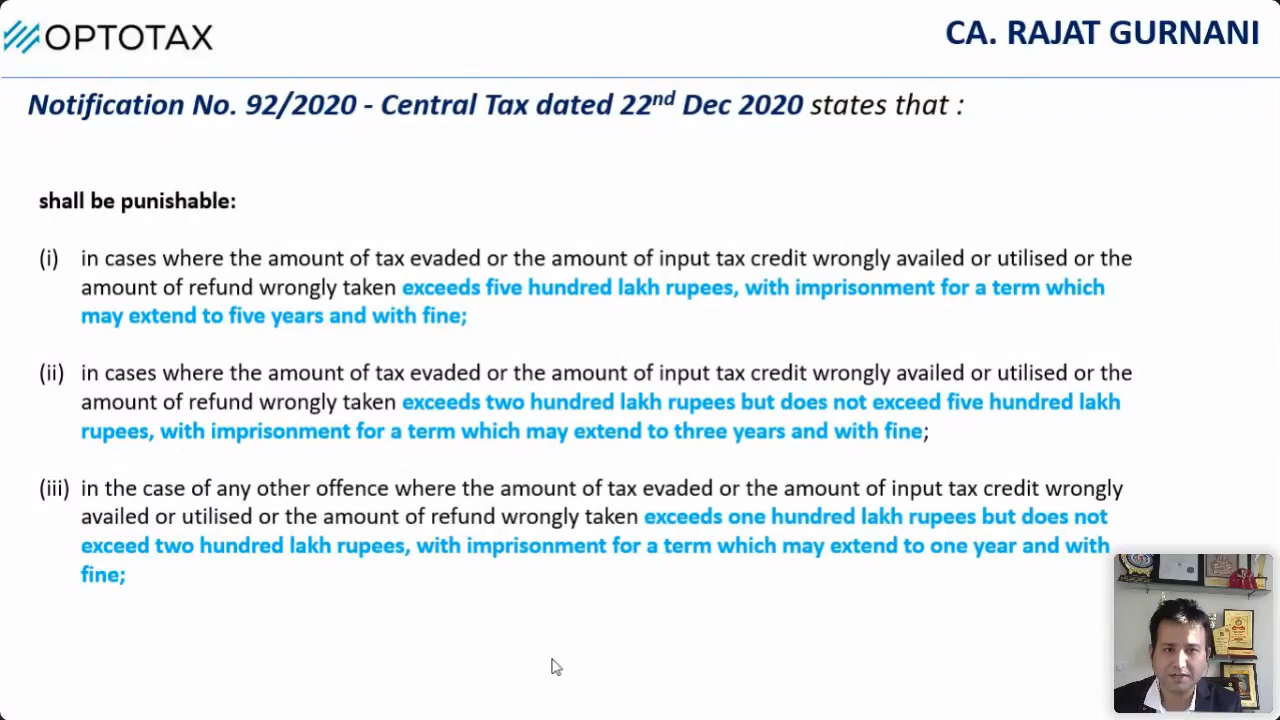 OPTOTAX
CA. RAJAT GURNANI
Notification No. 92/2020 - Central Tax dated 22nd Dec 2020 states that :
shall be punishable:
(i) in cases where the amount of tax evaded or the amount of input tax credit wrongly availed or utilised or the
amount of refund wrongly taken exceeds five hundred lakh rupees, with imprisonment for a term which
may extend to five years and with fine;
(ii) in cases where the amount of tax evaded or the amount of input tax credit wrongly availed or utilised or the
amount of refund wrongly taken exceeds two hundred lakh rupees but does not exceed five hundred lakh
rupees, with imprisonment for a term which may extend to three years and with fine;
(iii) in the case of any other offence where the amount of tax evaded or the amount of input tax credit wrongly
availed or utilised or the amount of refund wrongly taken exceeds one hundred lakh rupees but does not
exceed two hundred lakh rupees, with imprisonment for a term which may extend to one year and with
fine;